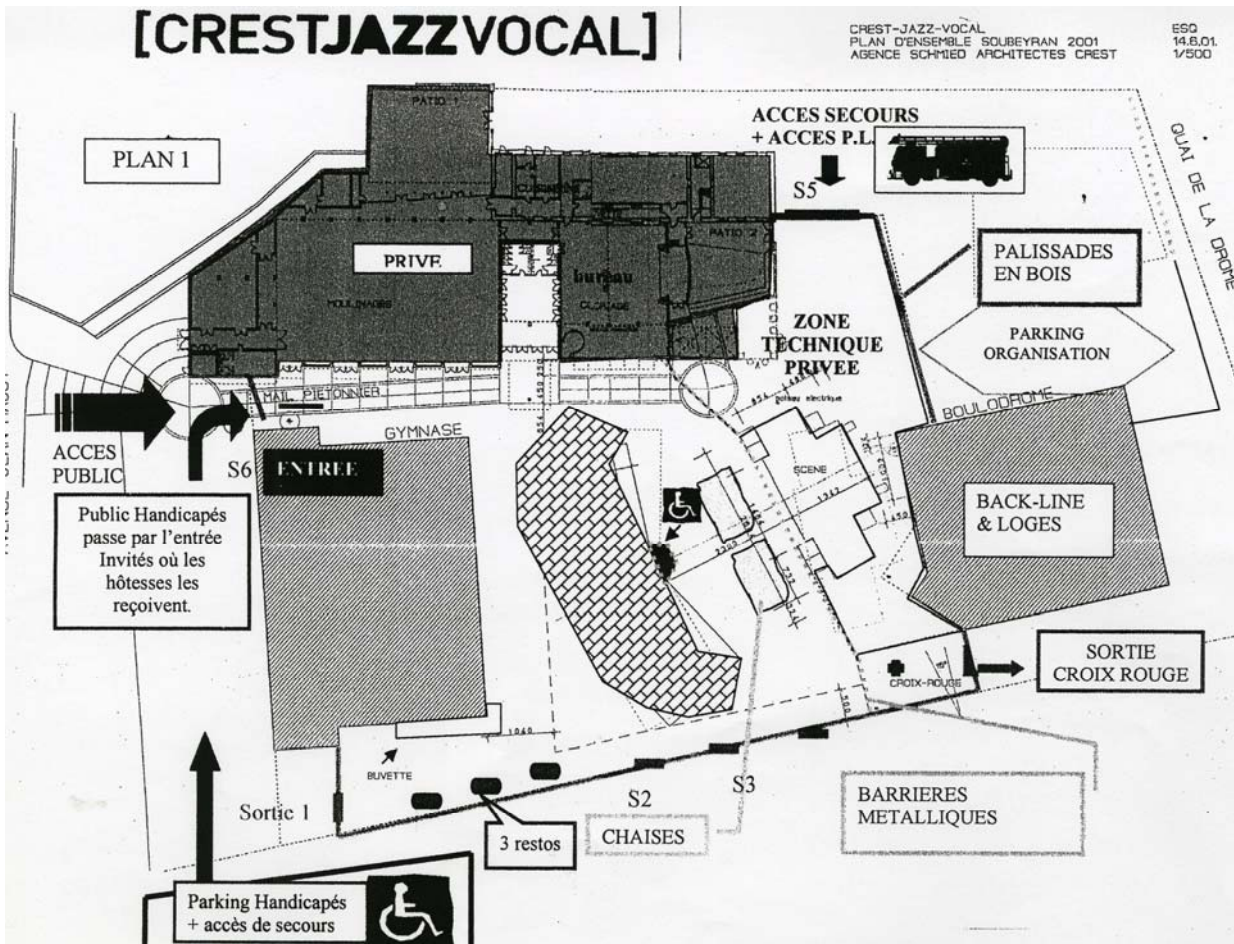 [CRESTJAZZVOCAL]
CREST-JAZZ-VOCAL
PLAN D'ENSEMBLE SOUBEYRAN 2001
AGENCE SCHMIED ARCHITECTES CREST
ESQ
14.6.01.
1/500
PLAN 1
PATIO 1
ACCES SECOURS
+ ACCES P.L.
S5
QUAI DE LA DROME
PRIVE
bureau
PATIO 2
MOULINAGES
PALISSADES
EN BOIS
ZONE
TECHNIQUE
PRIVEE
PARKING
ORGANISATION
MAIL PIETONNIER
BOULODROME
GYMNASE
ACCES
PUBLIC
S6
ENTREE
SCENE
BACK-LINE
& LOGES
Public Handicapés
passe par l'entrée
Invités où les
hôtesses les
reçoivent.
CROIX-ROUGE
SORTIE
CROIX ROUGE
500
1040
BUVETTE
Sortie 1
S2
S3
3 restos
CHAISES
BARRIERES
METALLIQUES
Parking Handicapés
+ accès de secours